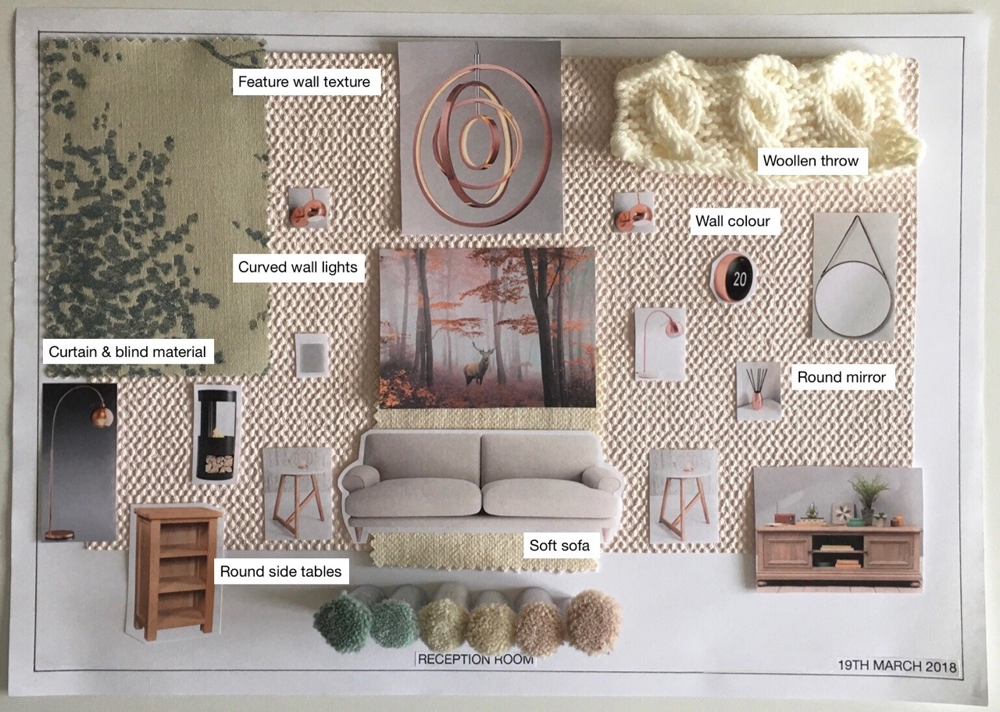 Feature wall texture
Woollen throw
Wall colour
Curved wall lights
20
Curtain & blind material
Round mirror
Soft sofa
Round side tables
RECEPTION ROOM
19TH MARCH 2018